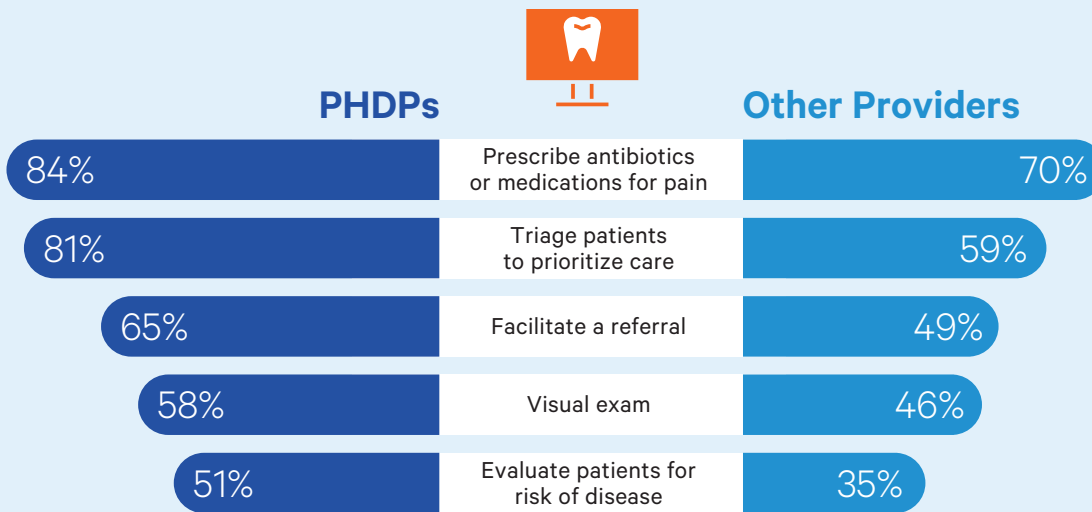 PHDPs
Other Providers
84%
Prescribe antibiotics
or medications for pain
70%
81%
Triage patients
to prioritize care
59%
65%
Facilitate a referral
49%
58%
Visual exam
46%
51%
Evaluate patients for
risk of disease
35%